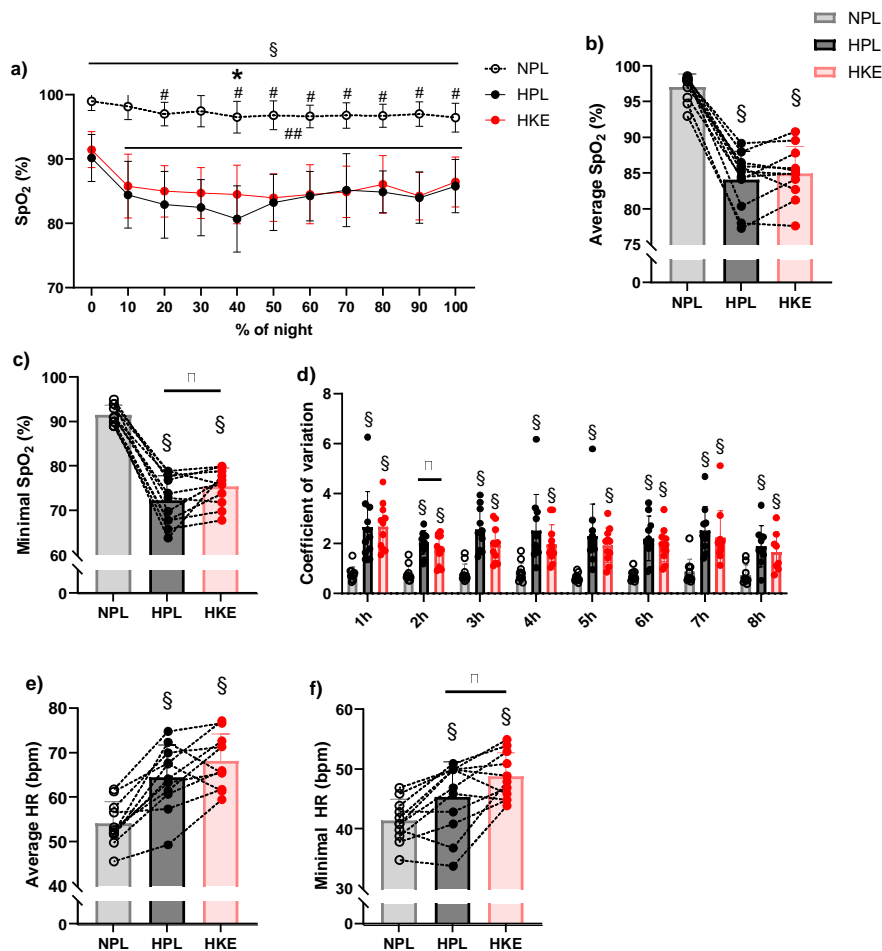 NPL
HPL
HKE
a)
§
*
# # # # # # # #
##
NPL
HPL
HKE
SpO2 (%)
100
90
80
70
0 10 20 30 40 50 60 70 80 90 100
% of night
b)
§ §
Average SpO2 (%)
100
95
90
85
80
75
0
NPL HPL HKE
c)
§ §
Minimal SpO2 (%)
100
90
80
70
60
0
NPL HPL HKE
d)
§ § § § § § § § § § § § § § § §
Coefficient of variation
8
6
4
2
0
1h 2h 3h 4h 5h 6h 7h 8h
e)
§ §
Average HR (bpm)
80
70
60
50
40
0
NPL HPL HKE
f)
§ §
Minimal HR (bpm)
60
50
40
30
0
NPL HPL HKE